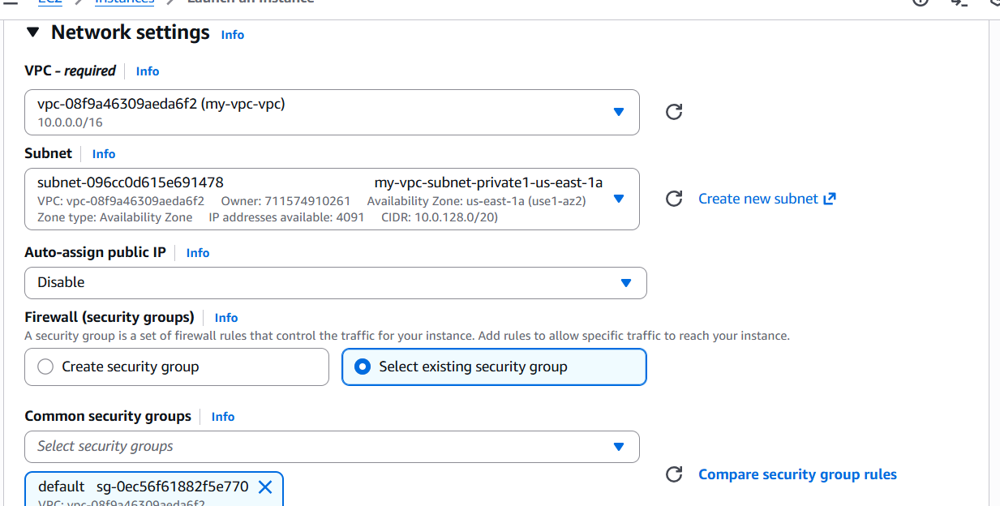 EC2 > Instances > Launch an instance
Network settings Info
VPC - required Info
vpc-08f9a46309aeda6f2 (my-vpc-vpc)
10.0.0.0/16
Subnet Info
subnet-096cc0d615e691478 my-vpc-subnet-private1-us-east-1a
VPC: vpc-08f9a46309aeda6f2 Owner: 711574910261 Availability Zone: us-east-1a (use1-az2)
Zone type: Availability Zone IP addresses available: 4091 CIDR: 10.0.128.0/20)
Create new subnet
Auto-assign public IP Info
Disable
Firewall (security groups) Info
A security group is a set of firewall rules that control the traffic for your instance. Add rules to allow specific traffic to reach your instance.
Create security group
Select existing security group
Common security groups Info
Select security groups
default sg-0ec56f61882f5e770
VPC: vpc-08f9a46309aeda6f2
Compare security group rules